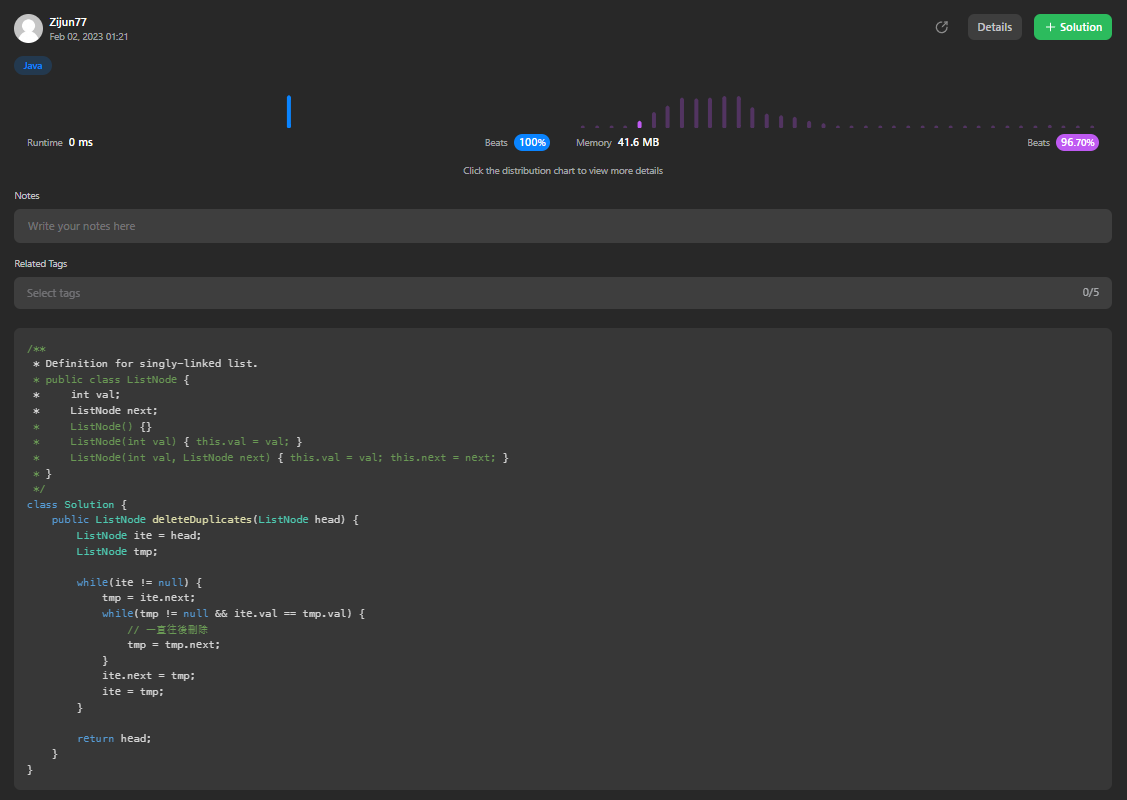 Zijun77
Feb 02, 2023 01:21
Details
+ Solution
Java
Runtime 0 ms
Beats 100%
Memory 41.6 MB
Beats 96.70%
Click the distribution chart to view more details
Notes
Write your notes here
Related Tags
Select tags
0/5
/**
 * Definition for singly-linked list.
 * public class ListNode {
 *     int val;
 *     ListNode next;
 *     ListNode() {}
 *     ListNode(int val) { this.val = val; }
 *     ListNode(int val, ListNode next) { this.val = val; this.next = next; }
 * }
 */
class Solution {
    public ListNode deleteDuplicates(ListNode head) {
        ListNode ite = head;
        ListNode tmp;
        while(ite != null) {
            tmp = ite.next;
            while(tmp != null && ite.val == tmp.val) {
                // 一直往後刪除
                tmp = tmp.next;
            }
            ite.next = tmp;
            ite = tmp;
        }
        return head;
    }
}